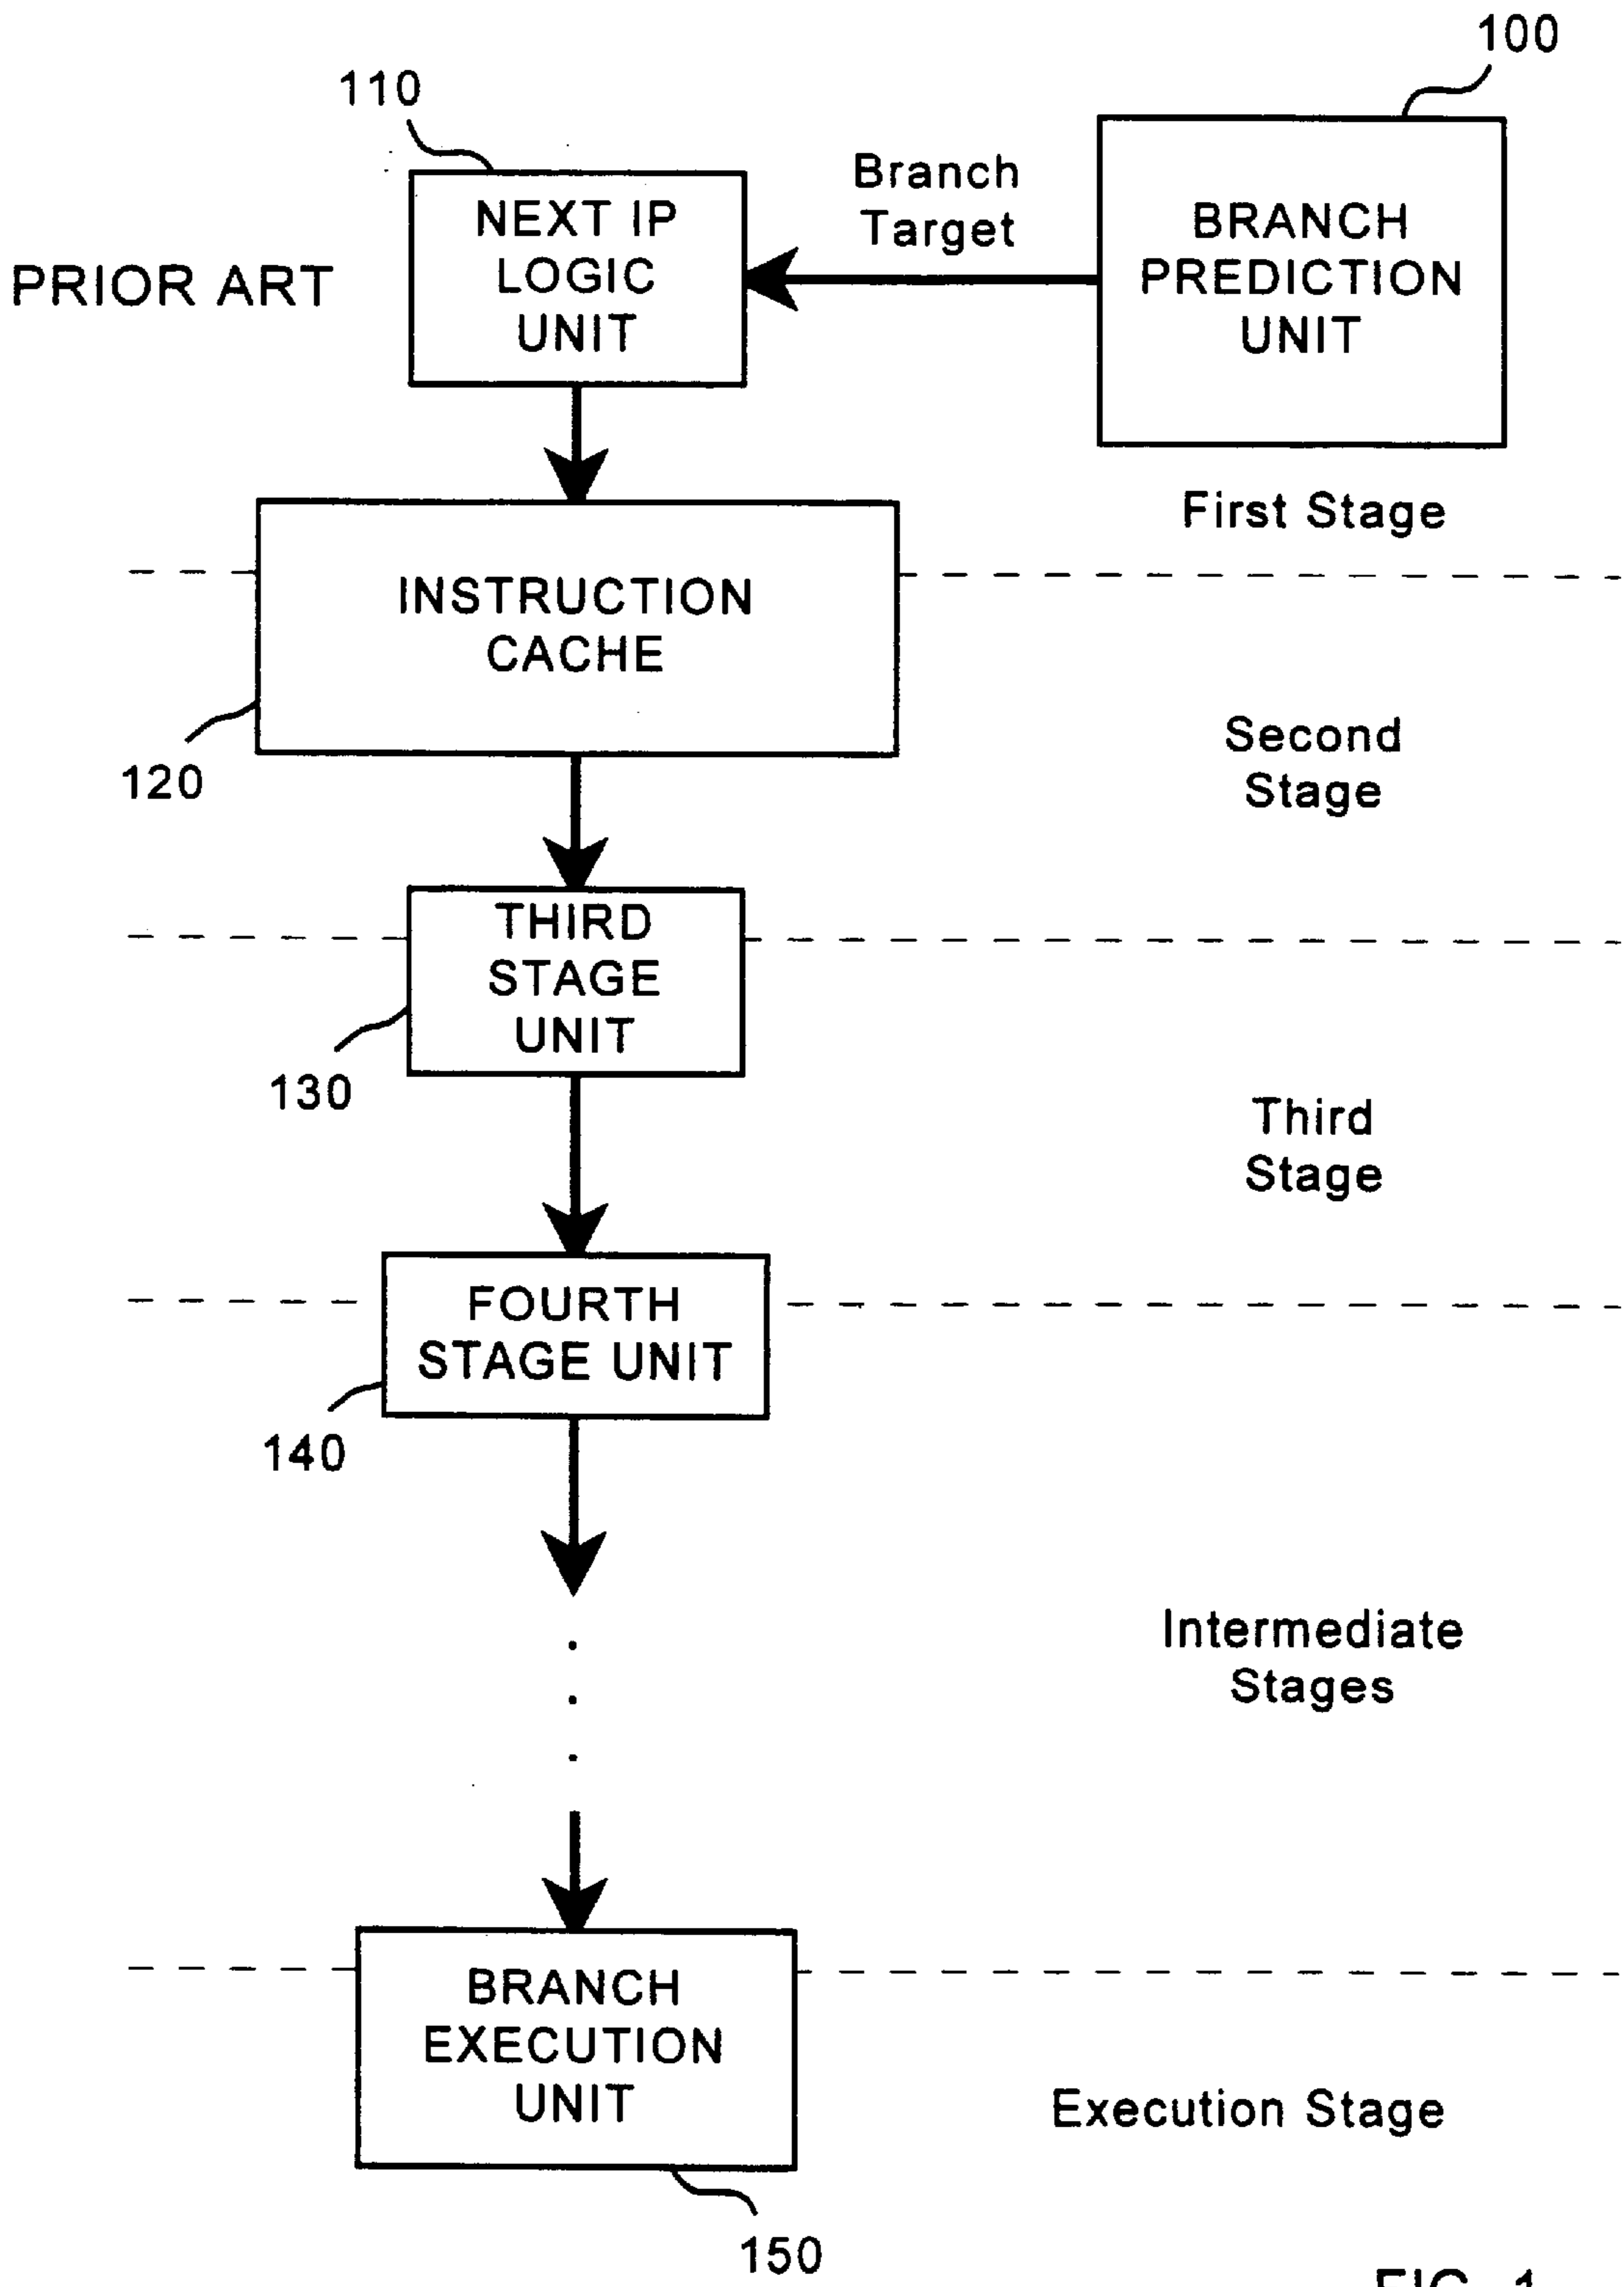 100
110
Branch
Target
NEXT IP
LOGIC
UNIT
BRANCH
PREDICTION
UNIT
PRIOR ART
First Stage
INSTRUCTION
CACHE
120
Second
Stage
THIRD
STAGE
UNIT
130
Third
Stage
FOURTH
STAGE UNIT
140
Intermediate
Stages
BRANCH
EXECUTION
UNIT
Execution Stage
150
FIG. 1